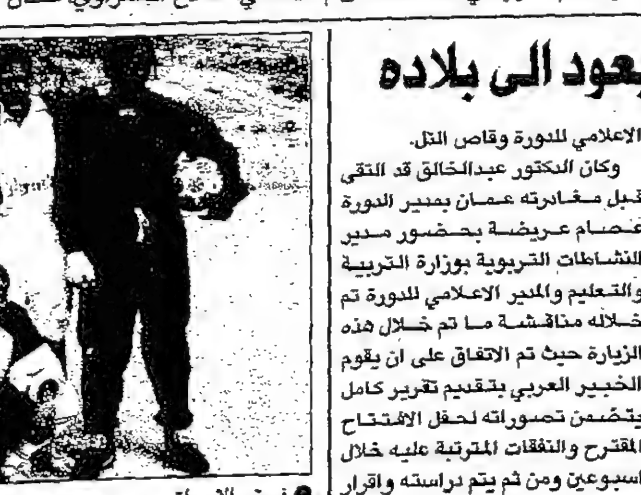 يعود الى بلاده
الاعلامي للدورة وقاص التل.
وكان الدكتور عبدالخالق قد التقى
قبل مغادرته عمان بمدير الدورة
عصام عريضة بحضور مدير
النشاطات التربوية بوزارة التربية
والتعليم والمدير الاعلامي للدورة تم
خلاله مناقشة ما تم خلال هذه
الزيارة حيث تم الاتفاق على ان يقوم
الخبير العربي بتقديم تقرير كامل
يتضمن تصوراته لحفل الافتتاح
المقترح والنفقات المترتبة عليه خلال
اسبوعين ومن ثم يتم دراسته واقرار